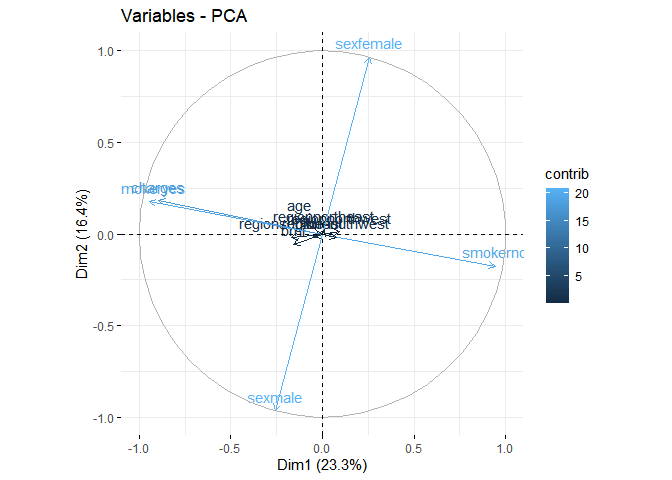 Variables - PCA
sexfemale
1.0
0.5
0.0
-0.5
-1.0
Dim2 (16.4%)
charges
age
smokerno
sexmale
-1.0
-0.5
0.0
0.5
1.0
Dim1 (23.3%)
contrib
20
15
10
5